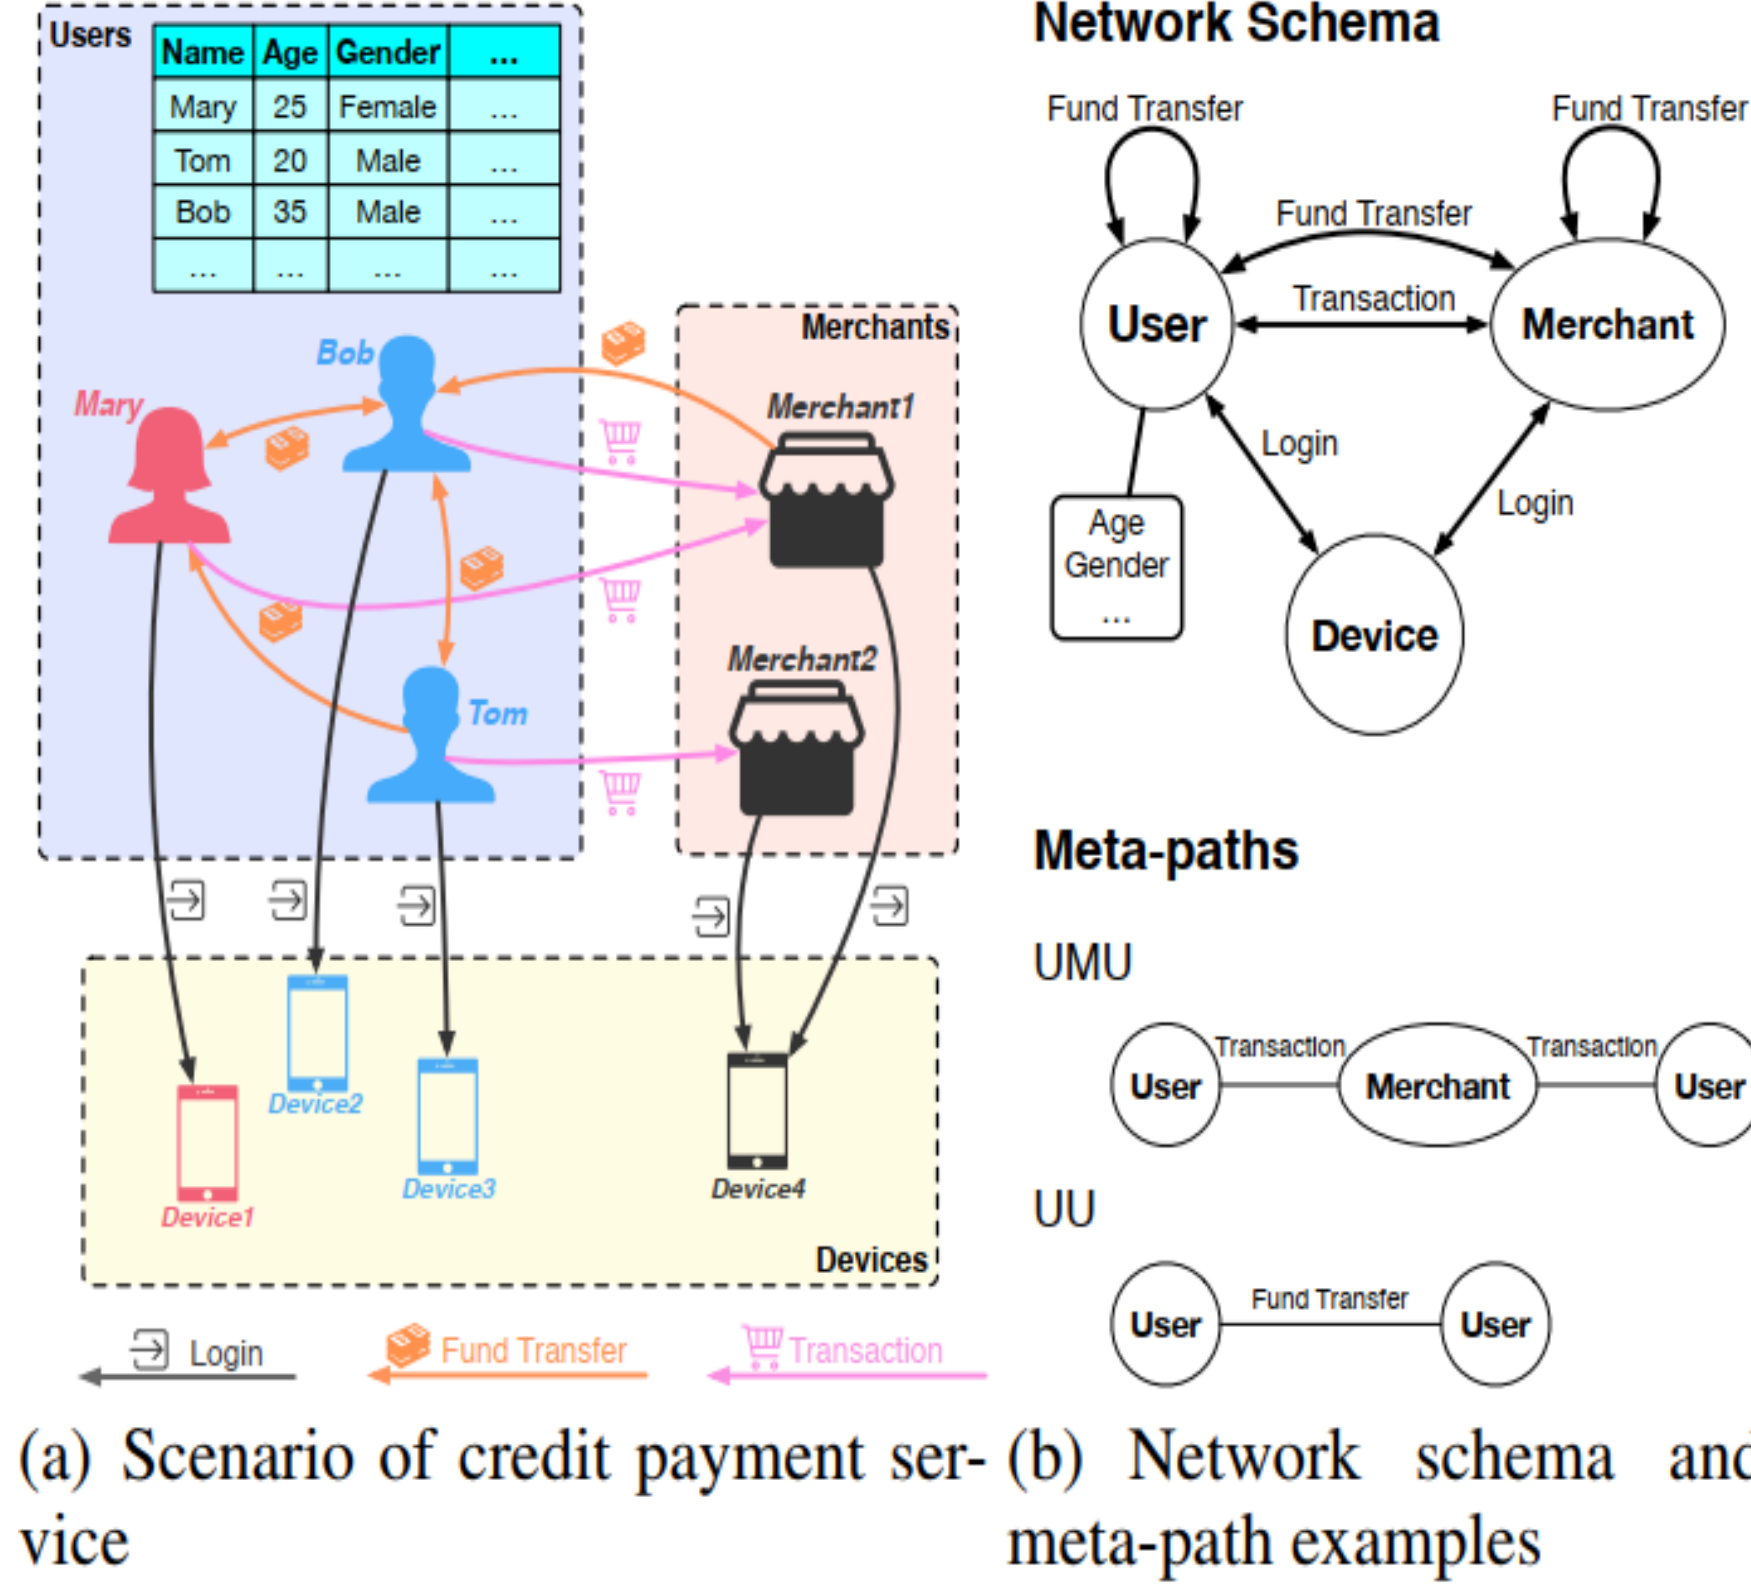 Users
Name Age Gender ...
Mary 25 Female ...
Tom 20 Male ...
Bob 35 Male ...
... ... ... ...
Merchants
Bob
Mary
Merchant1
Merchant2
Tom
Device2
Device3
Device4
Device1
Devices
Login
Fund Transfer
Transaction
(a) Scenario of credit payment ser-
vice
Network Schema
Fund Transfer
Fund Transfer
Fund Transfer
Transaction
User
Merchant
Login
Login
Age
Gender
...
Device
Meta-paths
UMU
User
Transaction
Merchant
Transaction
User
UU
User
Fund Transfer
User
(b) Network schema and
meta-path examples